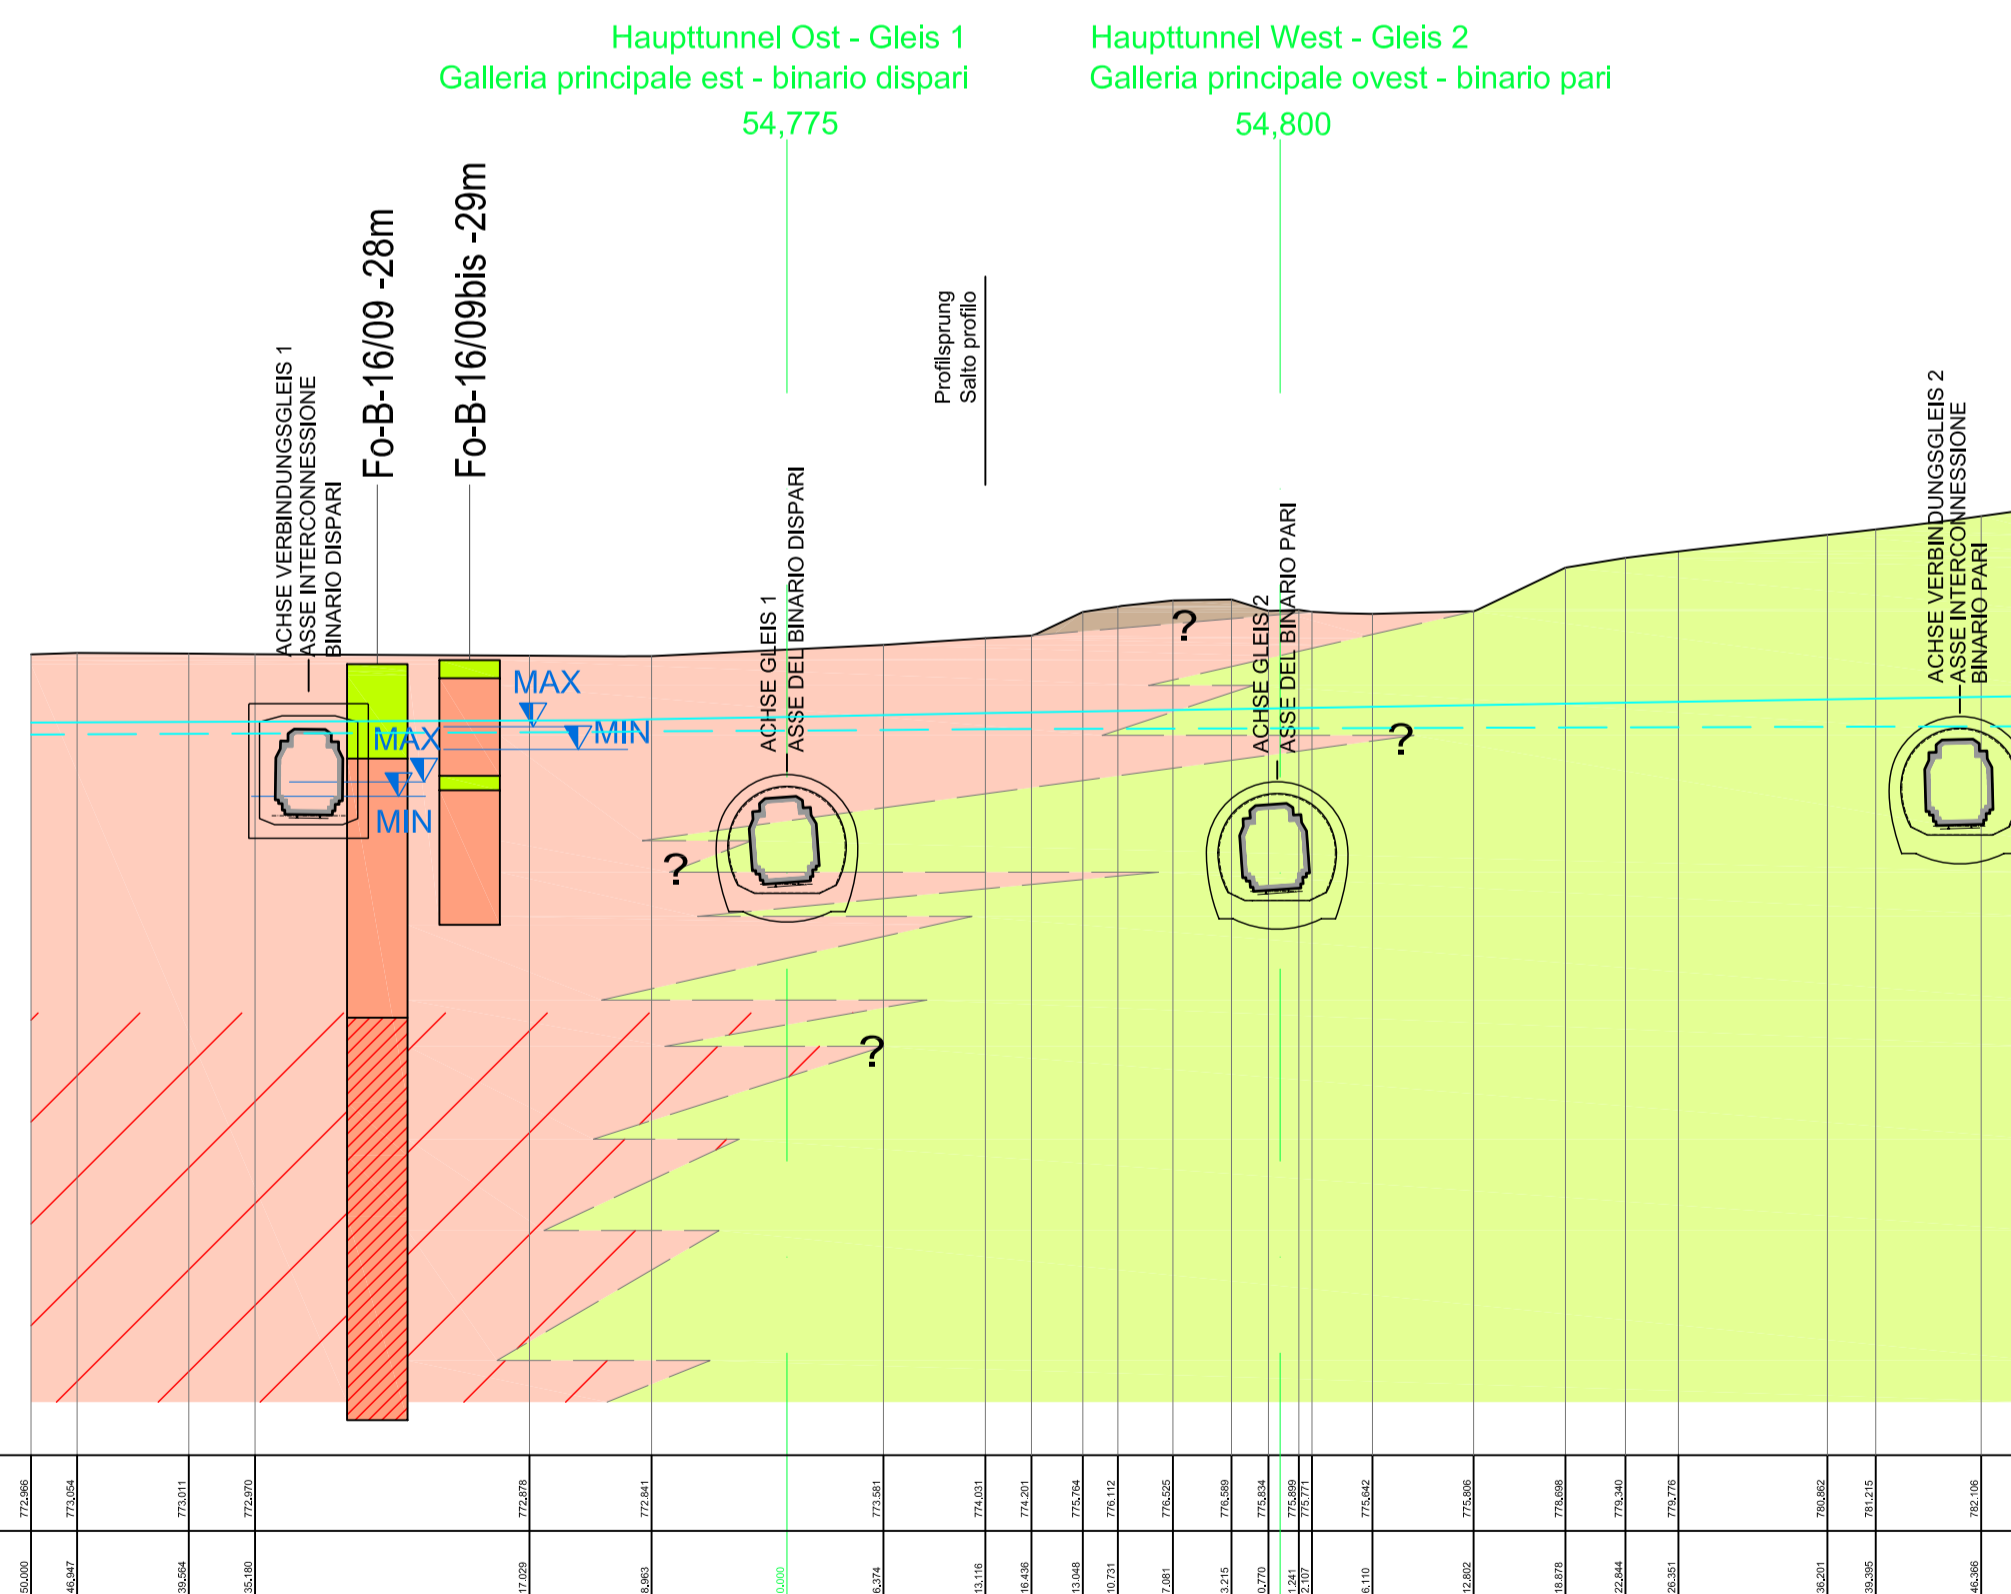 Haupttunnel Ost - Gleis 1
Galleria principale est - binario dispari
54,775
Haupttunnel West - Gleis 2
Galleria principale ovest - binario pari
54,800
ACHSE VERBINDUNGSGLEIS 1
ASSE INTERCONNESSIONE
BINARIO DISPARI
Fo-B-16/09 -28m
Fo-B-16/09bis -29m
Profilsprung
Salto profilo
ACHSE GLEIS 1
ASSE DEL BINARIO DISPARI
ACHSE GLEIS 2
ASSE DEL BINARIO PARI
ACHSE VERBINDUNGSGLEIS 2
ASSE INTERCONNESSIONE
BINARIO PARI
MAX
MIN
MAX
MIN
?
?
?
?
772.966
773.054
773.011
772.970
772.878
772.841
773.581
774.031
774.201
775.764
776.112
776.525
776.589
775.834
775.899
775.771
775.642
775.806
778.698
779.340
779.776
780.862
781.215
782.106
50.000
46.947
39.564
35.180
17.029
8.963
0.000
6.374
13.116
16.436
13.048
10.731
7.081
3.215
0.770
1.241
2.107
6.110
12.802
18.878
22.844
26.351
36.201
39.395
46.366